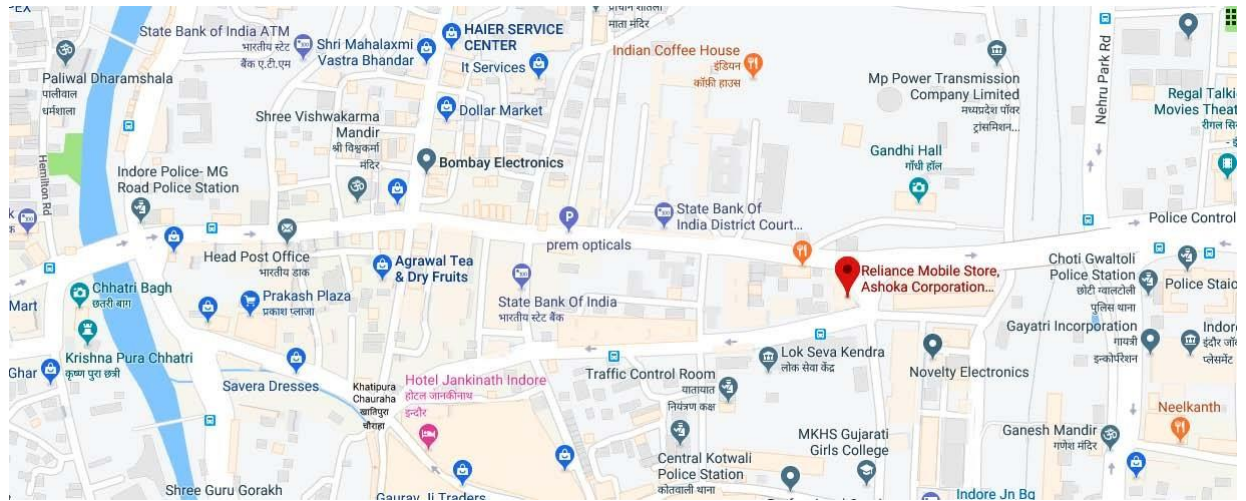 PEX
State Bank of India ATM
भारतीय स्टेट
बैंक ए.टी.एम
Paliwal Dharamshala
पालीवाल
धर्मशाला
Shri Mahalaxmi
Vastra Bhandar
HAIER SERVICE
CENTER
It Services
Dollar Market
Shree Vishwakarma
Mandir
श्री विश्वकर्मा
मंदिर
Bombay Electronics
माता मंदिर
Indian Coffee House
इंडियन
कॉफ़ी हाउस
Mp Power Transmission
Company Limited
मध्यप्रदेश पॉवर
ट्रांसमिशन...
Nehru Park Rd
Regal Talki
Movies Theat
Gandhi Hall
गाँधी हॉल
Hemilton Rd
Indore Police- MG
Road Police Station
Head Post Office
भारतीय डाक
Agrawal Tea
& Dry Fruits
prem opticals
State Bank Of
India District Court...
State Bank Of India
भारतीय स्टेट बैंक
Reliance Mobile Store,
Ashoka Corporation...
Police Control
Choti Gwaltoli
Police Station
छोटी ग्वालटोली
पुलिस थाना
Police Staio
Mart
Chhatri Bagh
छतरी बाग
Prakash Plaza
प्रकाश प्लाजा
Krishna Pura Chhatri
कृष्ण पुरा छत्री
Ghar
Savera Dresses
Khatipura
Chauraha
खातिपुरा
चौराहा
Hotel Jankinath Indore
होटल जानकीनाथ
इन्दौर
Traffic Control Room
यातायात
नियंत्रण कक्ष
Lok Seva Kendra
लोक सेवा केंद्र
Novelty Electronics
Gayatri Incorporation
गायत्री
इन्कोर्पोरेशन
Indore
इंदौर जॉब
प्लेसमेंट
Neelkanth
Ganesh Mandir
गणेश मंदिर
MKHS Gujarati
Girls College
Central Kotwali
Police Station
कोतवाली थाना
Shree Guru Gorakh
Gaurav Ji Traders
Indore Jn Bg